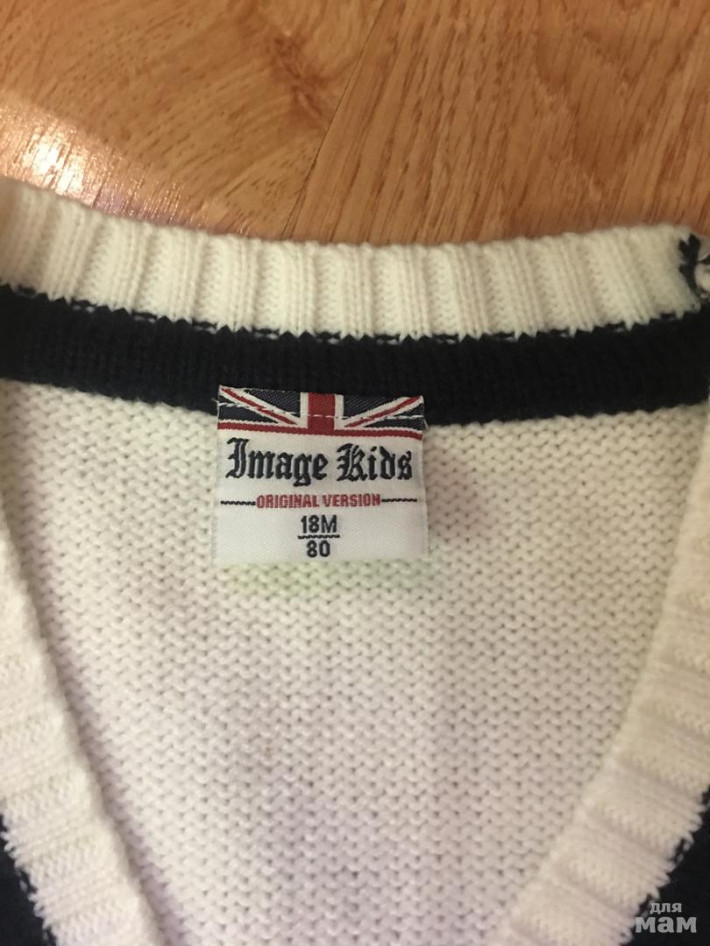 Image Kids
ORIGINAL VERSION
18M
80
для
мам